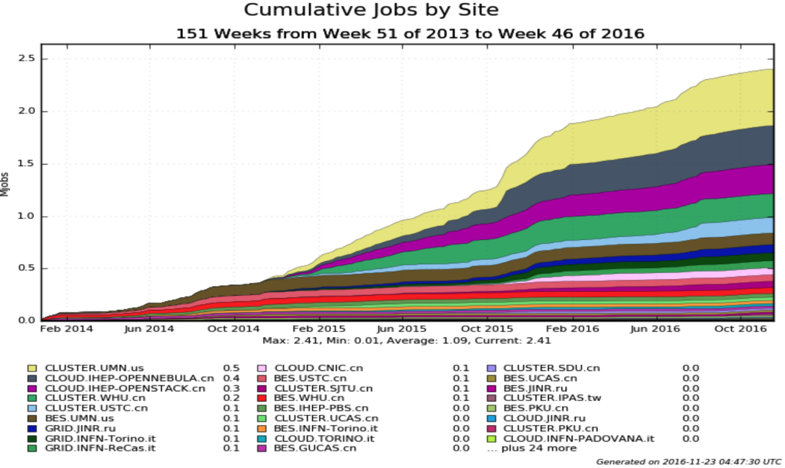 Cumulative Jobs by Site
151 Weeks from Week 51 of 2013 to Week 46 of 2016
Mjobs
2.5
2.0
1.5
1.0
0.5
0.0
Feb 2014 Jun 2014 Oct 2014 Feb 2015 Jun 2015 Oct 2015 Feb 2016 Jun 2016 Oct 2016
Max: 2.41, Min: 0.01, Average: 1.09, Current: 2.41
CLUSTER.UMN.us 0.5 CLOUD.CNIC.cn 0.1 CLUSTER.SDU.cn 0.0
CLOUD.IHEP-OPENNEBULA.cn 0.4 BES.USTC.cn 0.1 BES.UCAS.cn 0.0
CLOUD.IHEP-OPENSTACK.cn 0.3 CLUSTER.SJTU.cn 0.1 BES.JINR.ru 0.0
CLUSTER.WHU.cn 0.2 BES.WHU.cn 0.1 CLUSTER.IPAS.tw 0.0
CLUSTER.USTC.cn 0.1 BES.IHEP-PBS.cn 0.0 BES.PKU.cn 0.0
BES.UMN.us 0.1 CLUSTER.UCAS.cn 0.0 CLOUD.JINR.ru 0.0
GRID.JINR.ru 0.1 BES.INFN-Torino.it 0.0 CLUSTER.PKU.cn 0.0
GRID.INFN-Torino.it 0.1 CLOUD.TORINO.it 0.0 CLOUD.INFN-PADOVANA.it 0.0
GRID.INFN-ReCas.it 0.1 BES.GUCAS.cn 0.0 ... plus 24 more
Generated on 2016-11-23 04:47:30 UTC